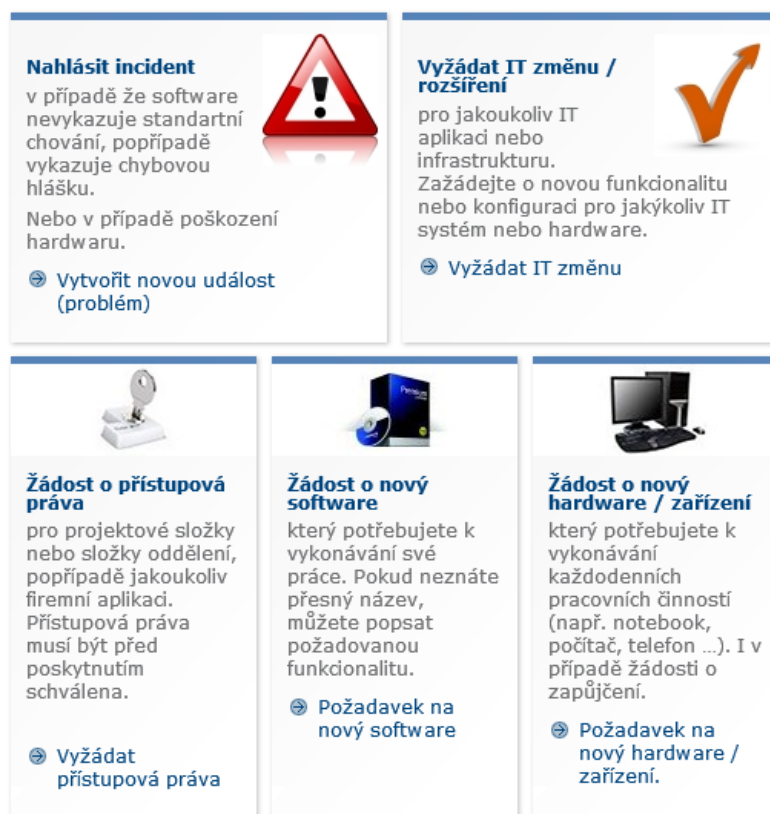 Nahlásit incident
v případě že software
nevykazuje standartní
chování, popřípadě
vykazuje chybovou
hlášku.
Nebo v případě poškození
hardwaru.
Vytvořit novou událost
(problém)
Vyžádat IT změnu /
rozšíření
pro jakoukoliv IT
aplikaci nebo
infrastrukturu.
Zažádejte o novou funkcionalitu
nebo konfiguraci pro jakýkoliv IT
systém nebo hardware.
Vyžádat IT změnu
Žádost o přístupová
práva
pro projektové složky
nebo složky oddělení,
popřípadě jakoukoliv
firemní aplikaci.
Přístupová práva
musí být před
poskytnutím
schválena.
Vyžádat
přístupová práva
Premium
Žádost o nový
software
který potřebujete k
vykonávání své
práce. Pokud neznáte
přesný název,
můžete popsat
požadovanou
funkcionalitu.
Požadavek na
nový software
Žádost o nový
hardware / zařízení
který potřebujete k
vykonávání
každodenních
pracovních činností
(např. notebook,
počítač, telefon ...). I v
případě žádosti o
zapůjčení.
Požadavek na
nový hardware /
zařízení.